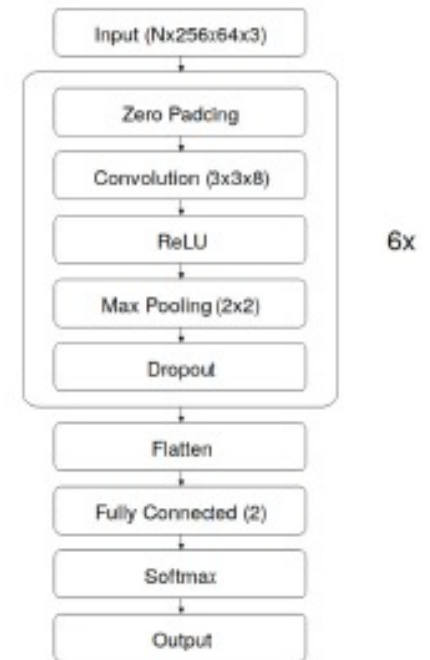 Input (Nx256x64x3)
Zero Padding
Convolution (3x3x8)
ReLU
6x
Max Pooling (2x2)
Dropout
Flatten
Fully Connected (2)
Softmax
Output